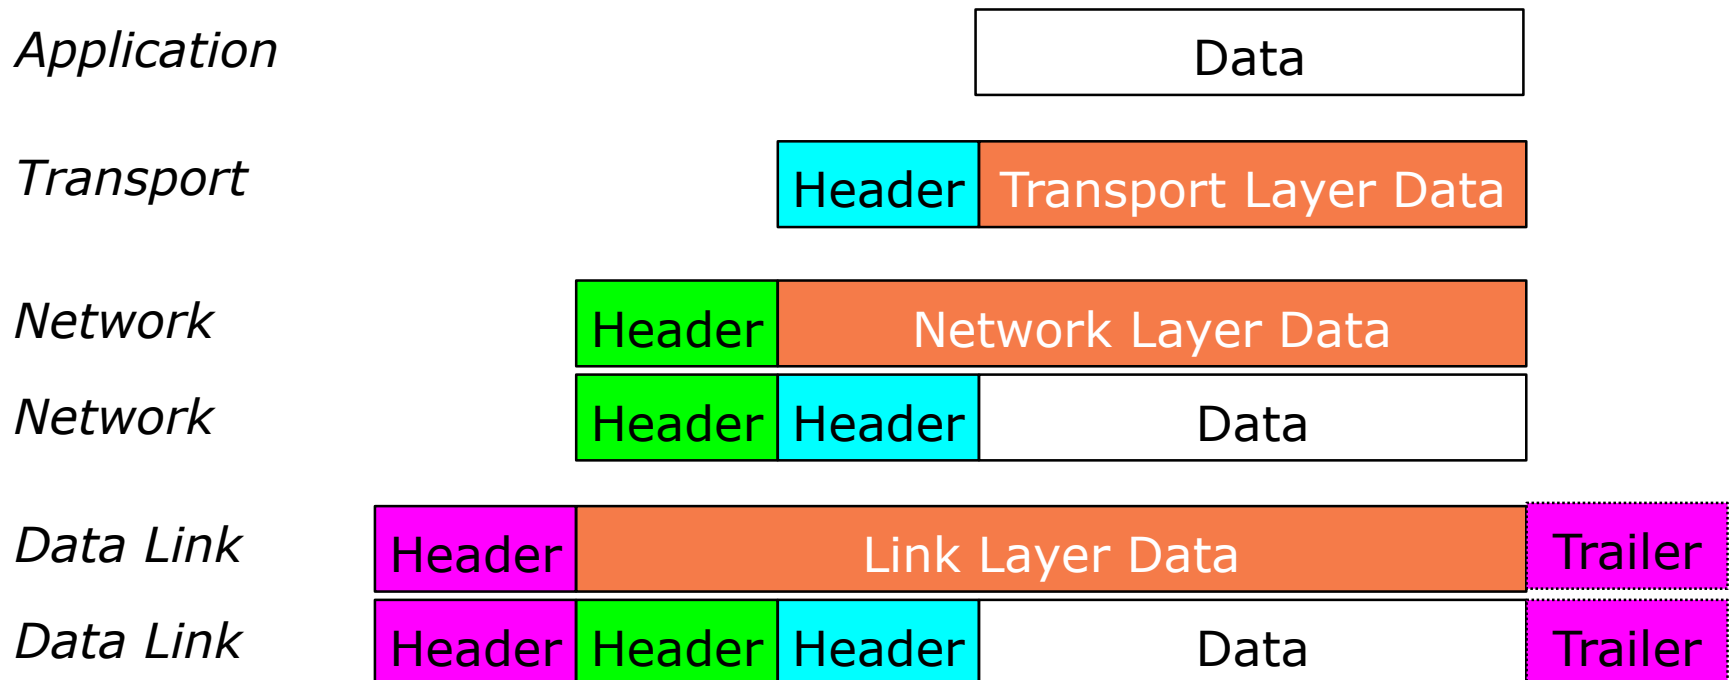 Application Data
Transport Header Transport Layer Data
Network Header Network Layer Data
Network Header Header Data
Data Link Header Link Layer Data Trailer
Data Link Header Header Header Data Trailer